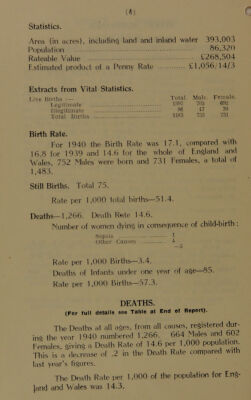 (4)
Statistics.
Area (in acres), including land and inland water 393,003
Population 86,320
Rateable Value £268,504
Estimated product of a Penny Rate £1,056/14/3
Extracts from Vital Statistics.
Live Births— Total. Male. Female.
Legitimate
Illegitimate
Total Births 1483 752 731
Birth Rate.
For 1940 the Birth Rate was 17.1, compared with
16.8 for 1939 and 14.6 for the whole of England and
Wales, 752 Males were born and 731 Females, a total of
1,483.
Still Births. Total 75.
Rate per 1,000 total births—51.4.
Deaths—1,266. Death Rate 14.6.
Number of women dying in consequence of child-birth:
Sepsis 1
Other Causes 4
—5
Rate per 1,000 Births—3.4.
Deaths of Infants under one year of age—85.
Rate per 1,000 Births—57.3.
DEATHS.
(For full details see Table at End of Report).
The Deaths at all ages, from all causes, registered dur-
ing the year 1940 numbered 1,266. 664 Males and 602
Females, giving a Death Rate of 14.6 per 1,000 population.
This is a decrease of .2 in the Death Rate compared with
last year's figures.
The Death Rate per 1,000 of the population for Eng-
land and Wales was 14.3.